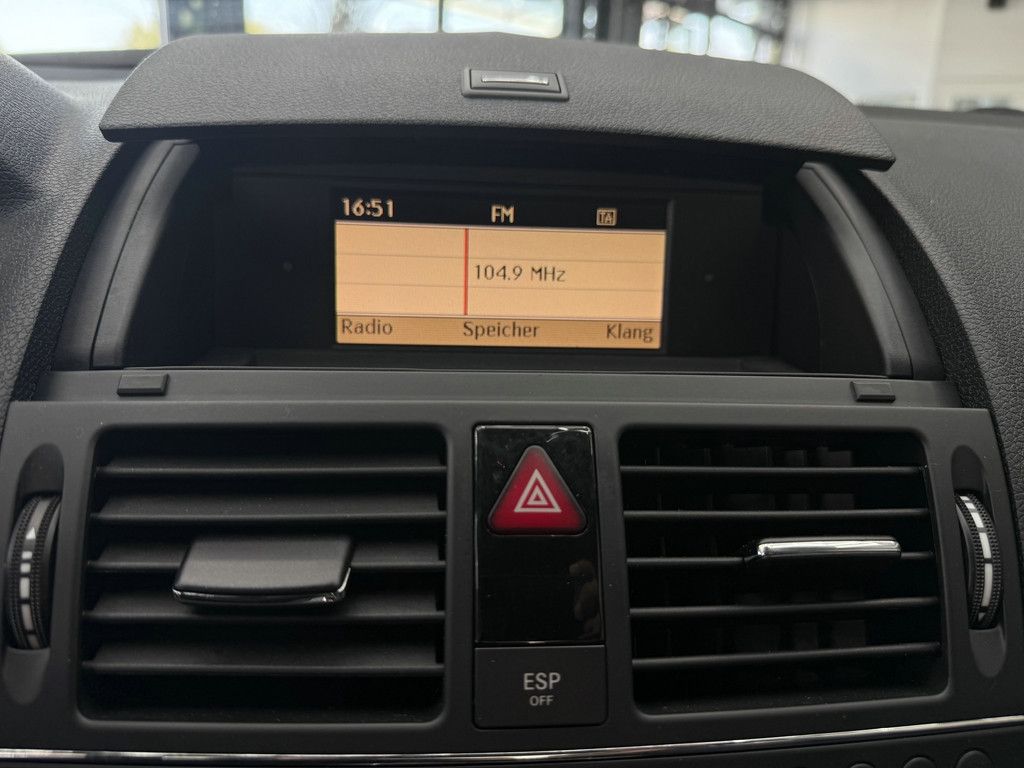 16:51 FM TA
104.9 MHz
Radio Speicher Klang
ESP
OFF